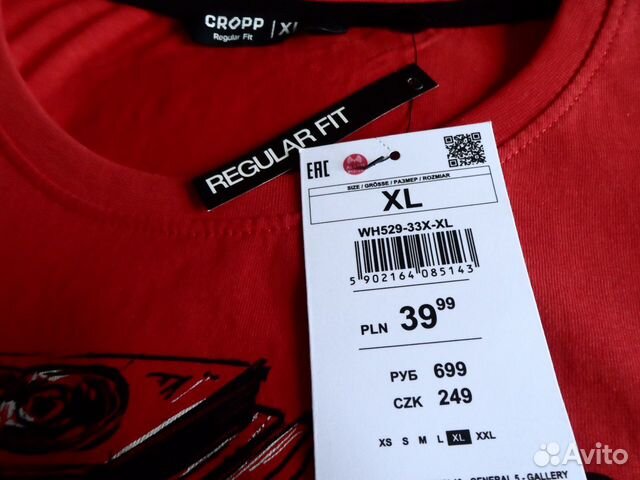 CROPP XL
Regular Fit
REGULAR FIT
EAC
SIZE / GRÖSSE / РАЗМЕР / ROZMIAR
XL
WH529-33X-XL
5 902164 085143
PLN 39 99
РУБ 699
CZK 249
XS S M L XL XXL
GENERAL 5 - GALLERY
Avito